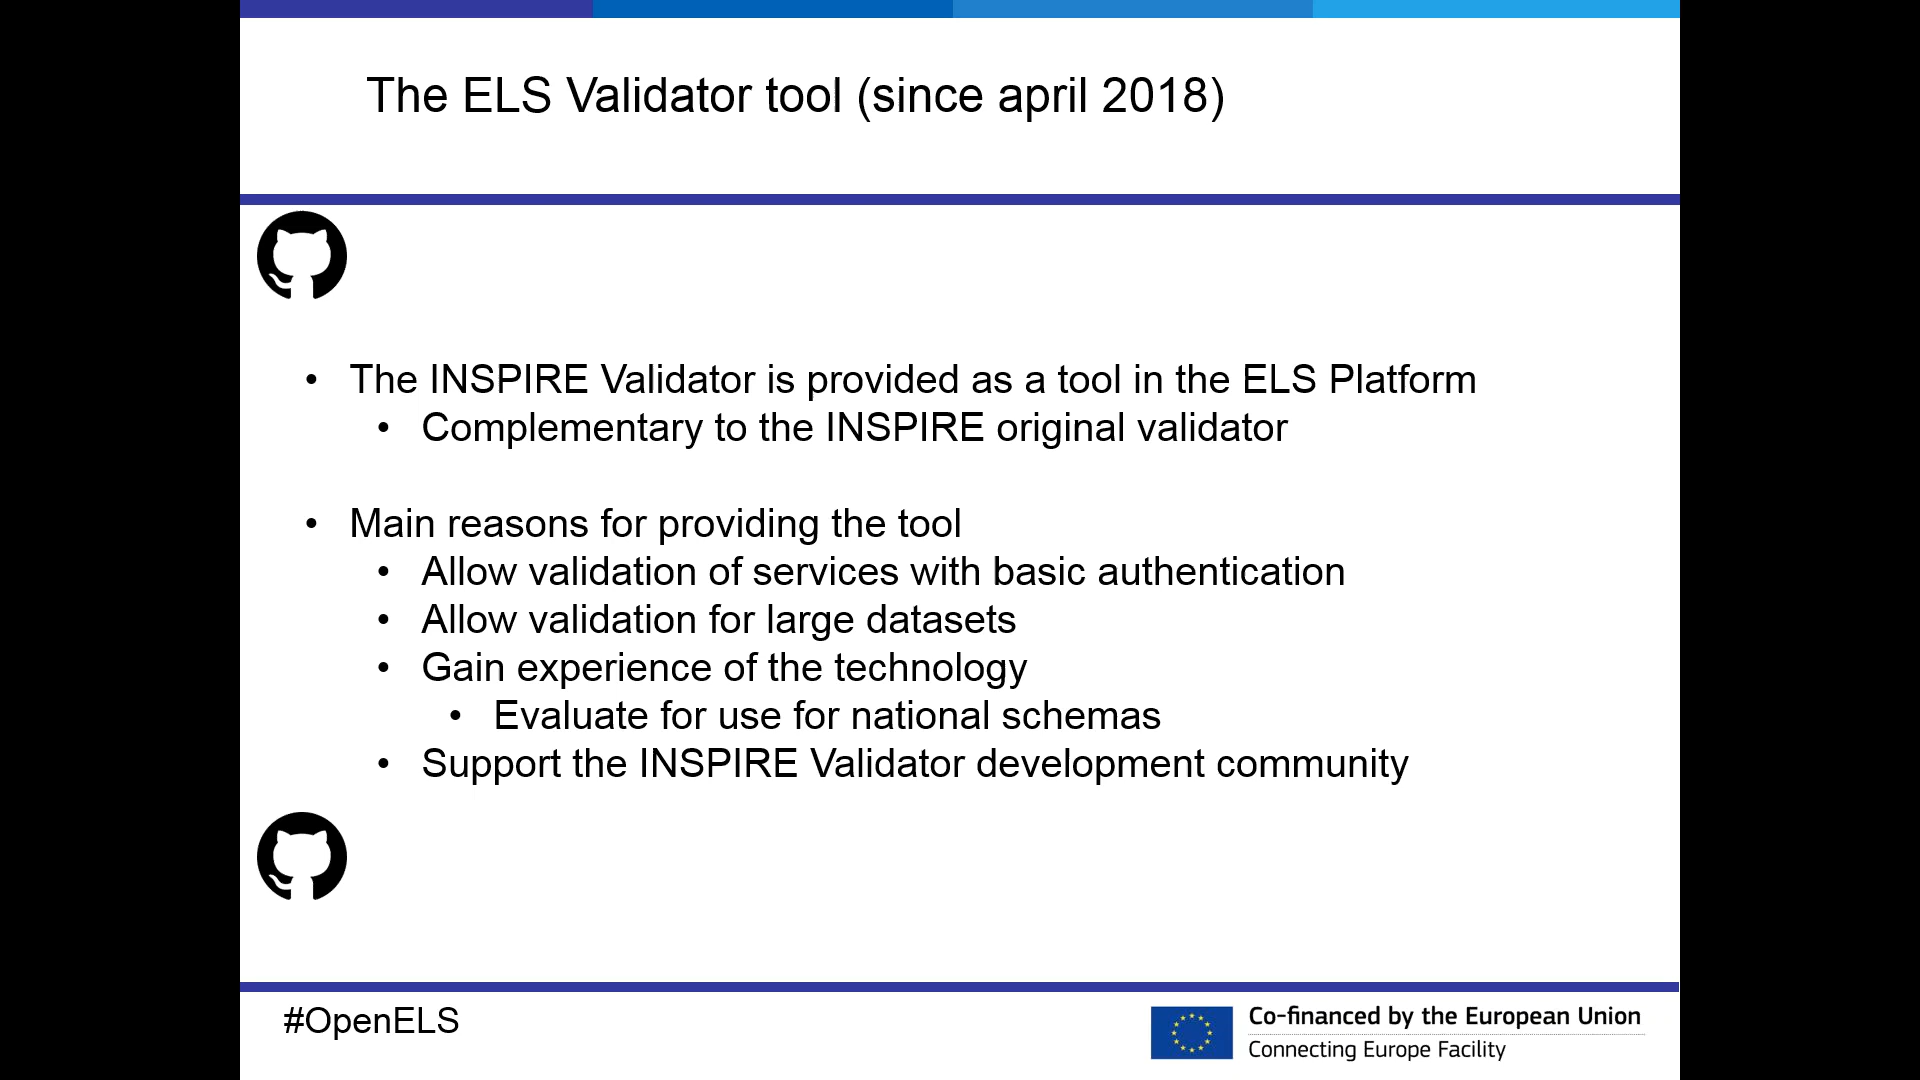 The ELS Validator tool (since april 2018)
• The INSPIRE Validator is provided as a tool in the ELS Platform
• Complementary to the INSPIRE original validator
• Main reasons for providing the tool
• Allow validation of services with basic authentication
• Allow validation for large datasets
• Gain experience of the technology
• Evaluate for use for national schemas
• Support the INSPIRE Validator development community
#OpenELS
Co-financed by the European Union
Connecting Europe Facility